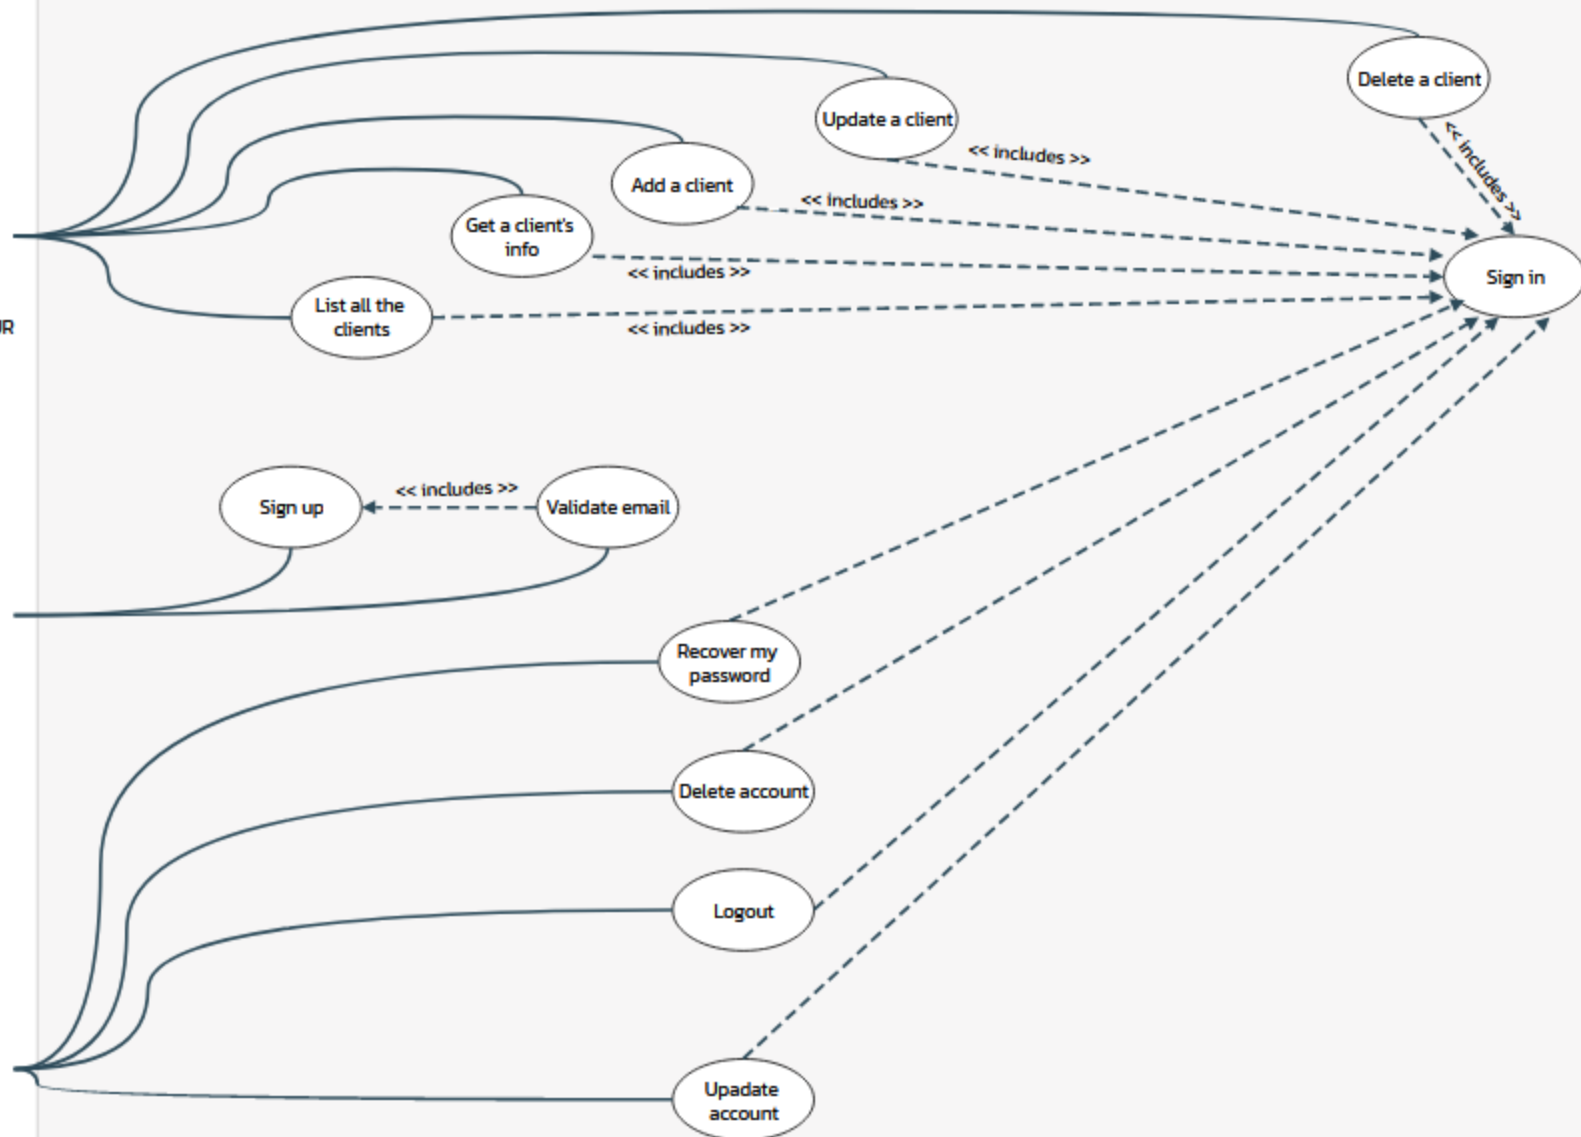 Delete a client
Update a client
<< includes >>
<< includes >>
Add a client
<< includes >>
Get a client's
info
<< includes >>
Sign in
List all the
clients
<< includes >>
UR
Sign up
<< includes >>
Validate email
Recover my
password
Delete account
Logout
Upadate
account